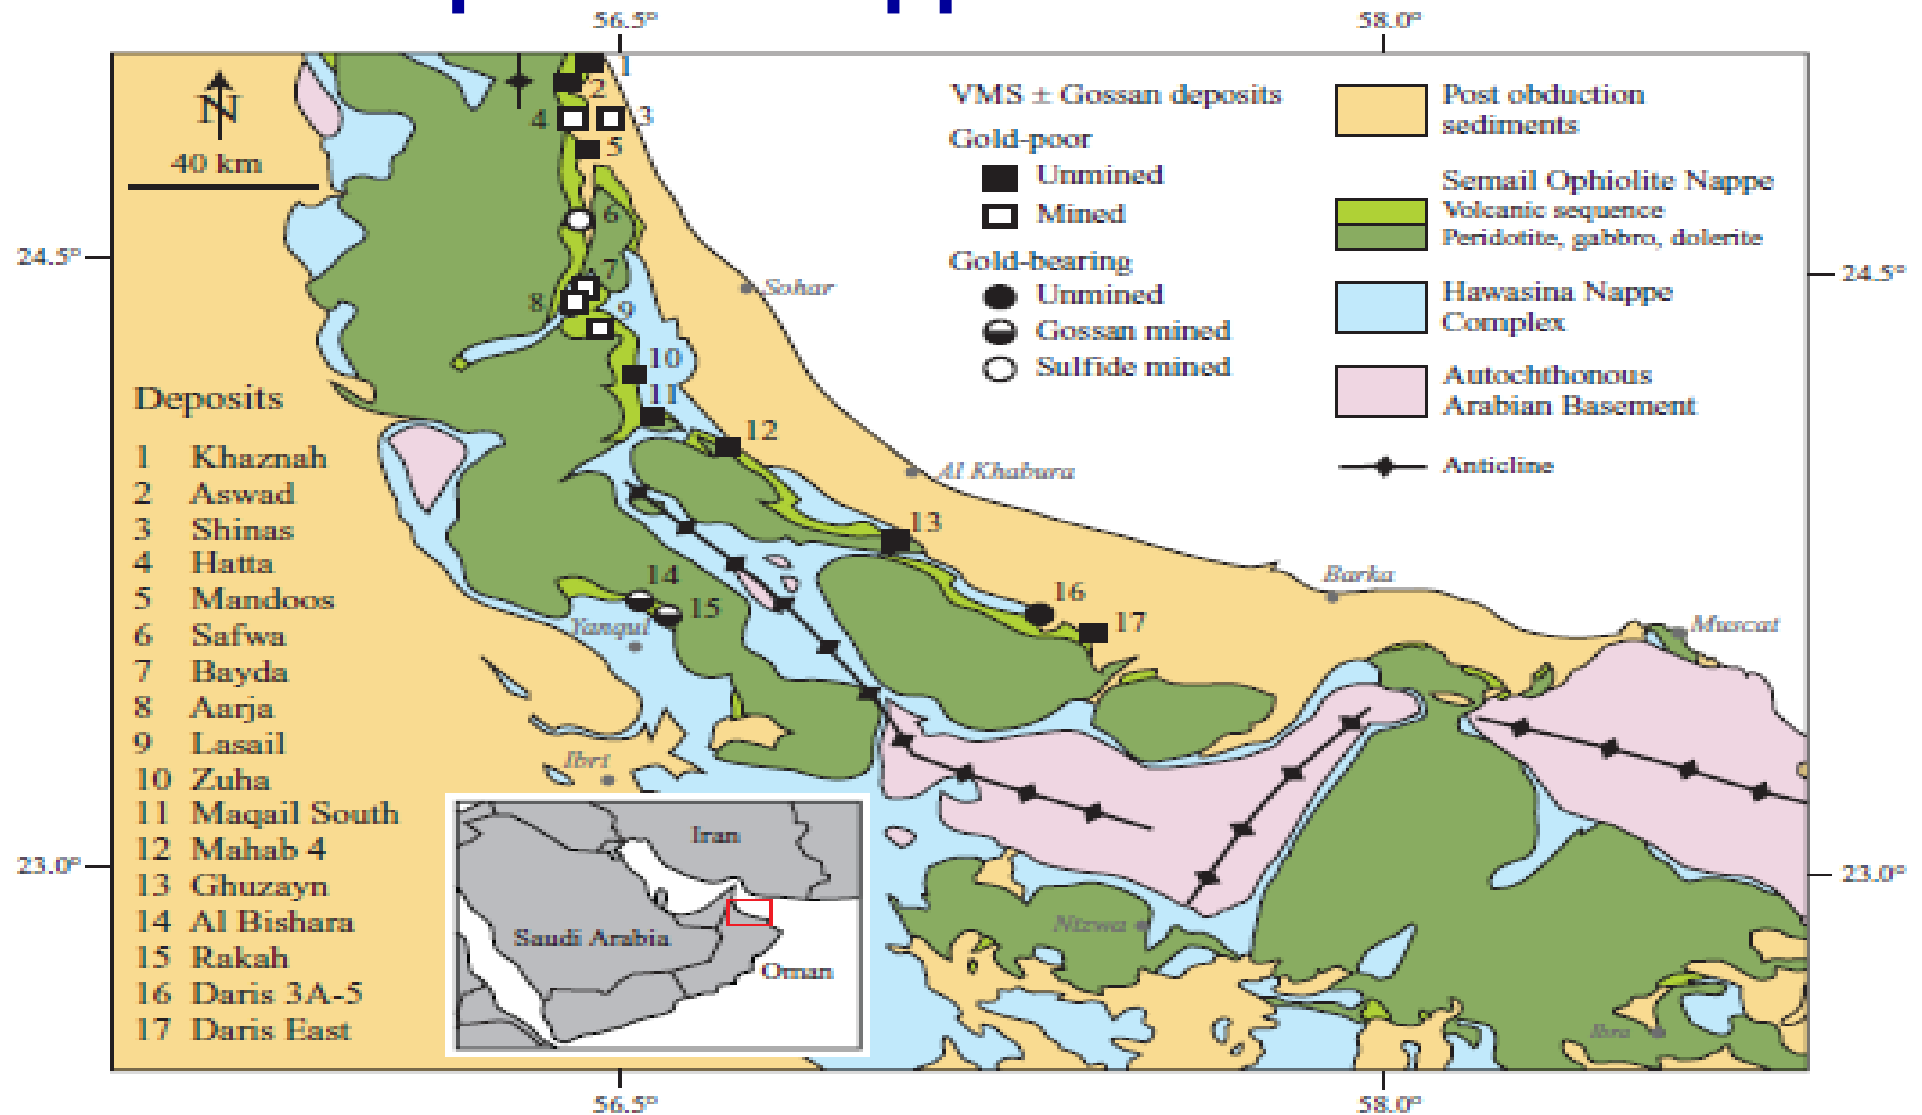 56.5°
58.0°
N
40 km
24.5°
24.5°
23.0°
23.0°
56.5°
58.0°
VMS ± Gossan deposits
Gold-poor
Unmined
Mined
Gold-bearing
Unmined
Gossan mined
Sulfide mined
Post obduction
sediments
Semail Ophiolite Nappe
Volcanic sequence
Peridotite, gabbro, dolerite
Hawasina Nappe
Complex
Autochthonous
Arabian Basement
Anticline
1
2
3
4
5
6
7
8
9
10
11
12
13
14
15
16
17
Sohar
Al Khabura
Barka
Muscat
Yanqul
Ibri
Nizwa
Ibra
Deposits
1 Khaznah
2 Aswad
3 Shinas
4 Hatta
5 Mandoos
6 Safwa
7 Bayda
8 Aarja
9 Lasail
10 Zuha
11 Maqail South
12 Mahab 4
13 Ghuzayn
14 Al Bishara
15 Rakah
16 Daris 3A-5
17 Daris East
Iran
Saudi Arabia
Oman